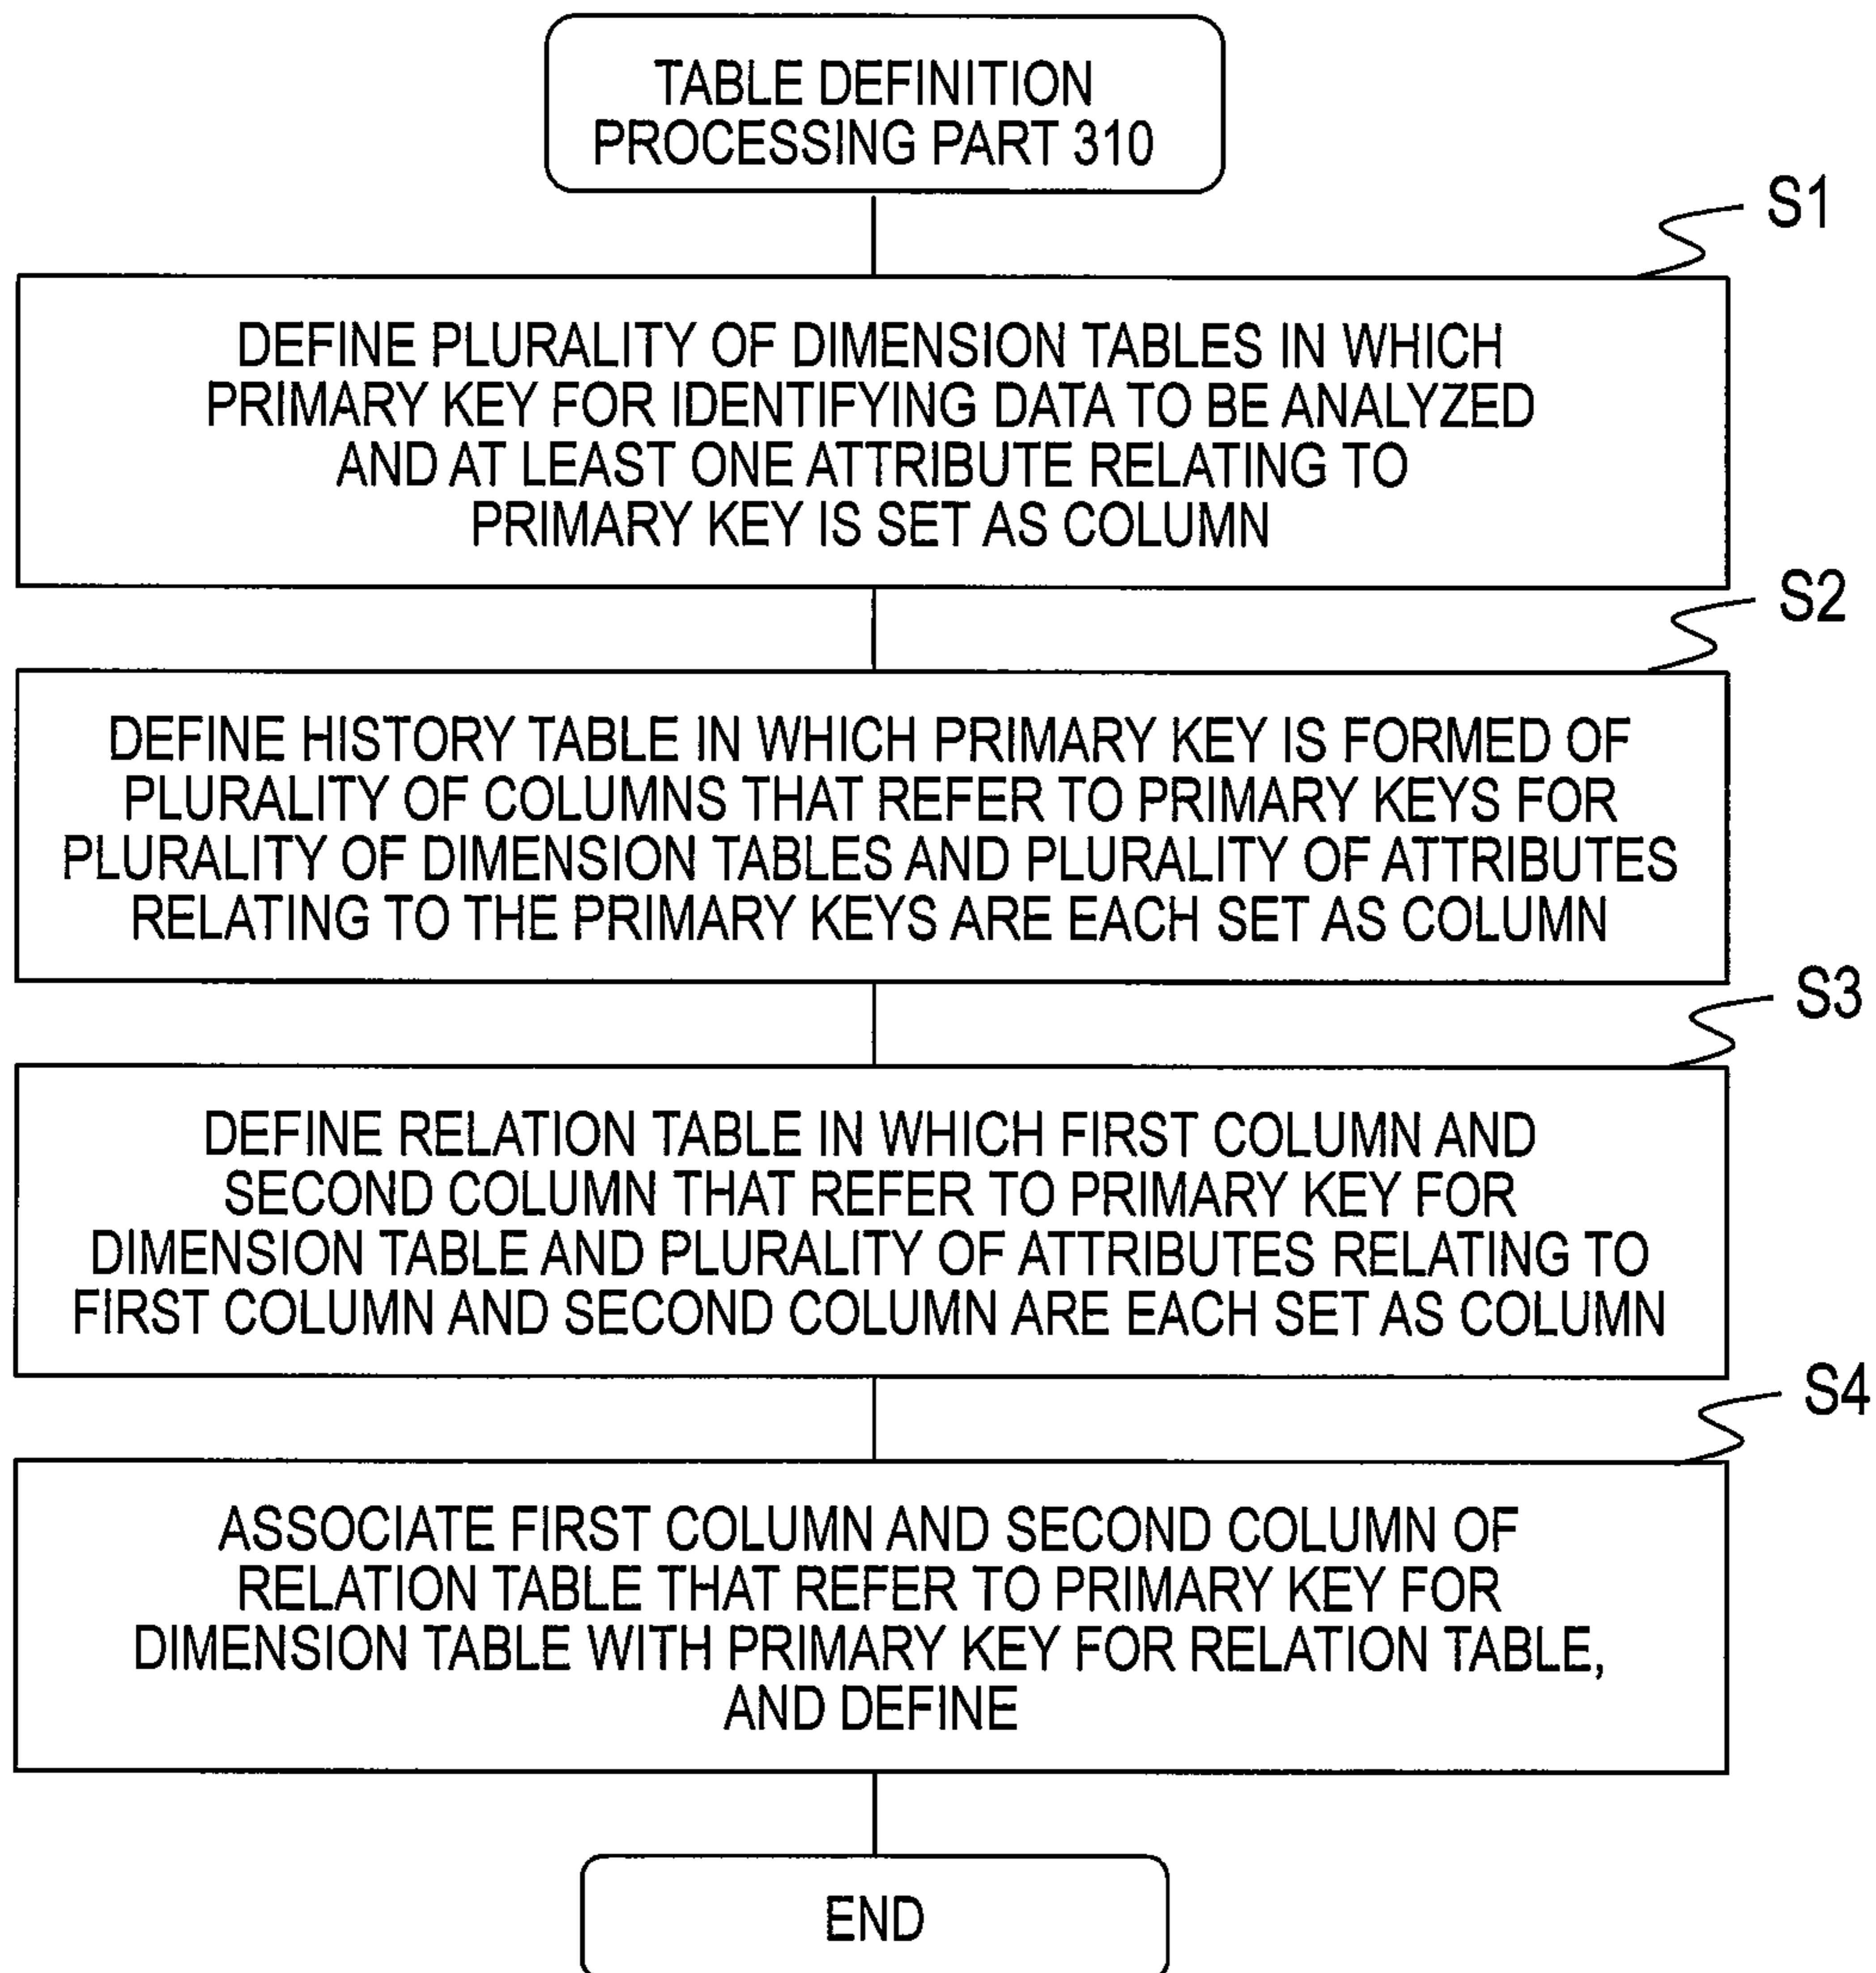 TABLE DEFINITION
PROCESSING PART 310
S1
DEFINE PLURALITY OF DIMENSION TABLES IN WHICH
PRIMARY KEY FOR IDENTIFYING DATA TO BE ANALYZED
AND AT LEAST ONE ATTRIBUTE RELATING TO
PRIMARY KEY IS SET AS COLUMN
S2
DEFINE HISTORY TABLE IN WHICH PRIMARY KEY IS FORMED OF
PLURALITY OF COLUMNS THAT REFER TO PRIMARY KEYS FOR
PLURALITY OF DIMENSION TABLES AND PLURALITY OF ATTRIBUTES
RELATING TO THE PRIMARY KEYS ARE EACH SET AS COLUMN
S3
DEFINE RELATION TABLE IN WHICH FIRST COLUMN AND
SECOND COLUMN THAT REFER TO PRIMARY KEY FOR
DIMENSION TABLE AND PLURALITY OF ATTRIBUTES RELATING TO
FIRST COLUMN AND SECOND COLUMN ARE EACH SET AS COLUMN
S4
ASSOCIATE FIRST COLUMN AND SECOND COLUMN OF
RELATION TABLE THAT REFER TO PRIMARY KEY FOR
DIMENSION TABLE WITH PRIMARY KEY FOR RELATION TABLE,
AND DEFINE
END